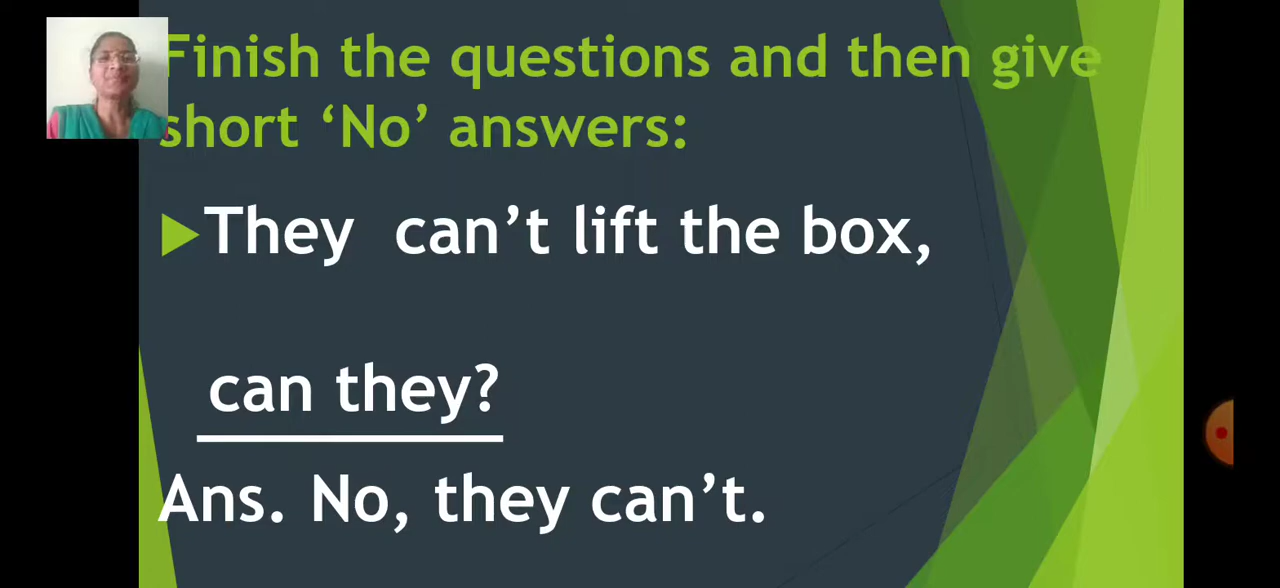 Finish the questions and then give
short ‘No’ answers:
They can’t lift the box,
can they?
Ans. No, they can’t.